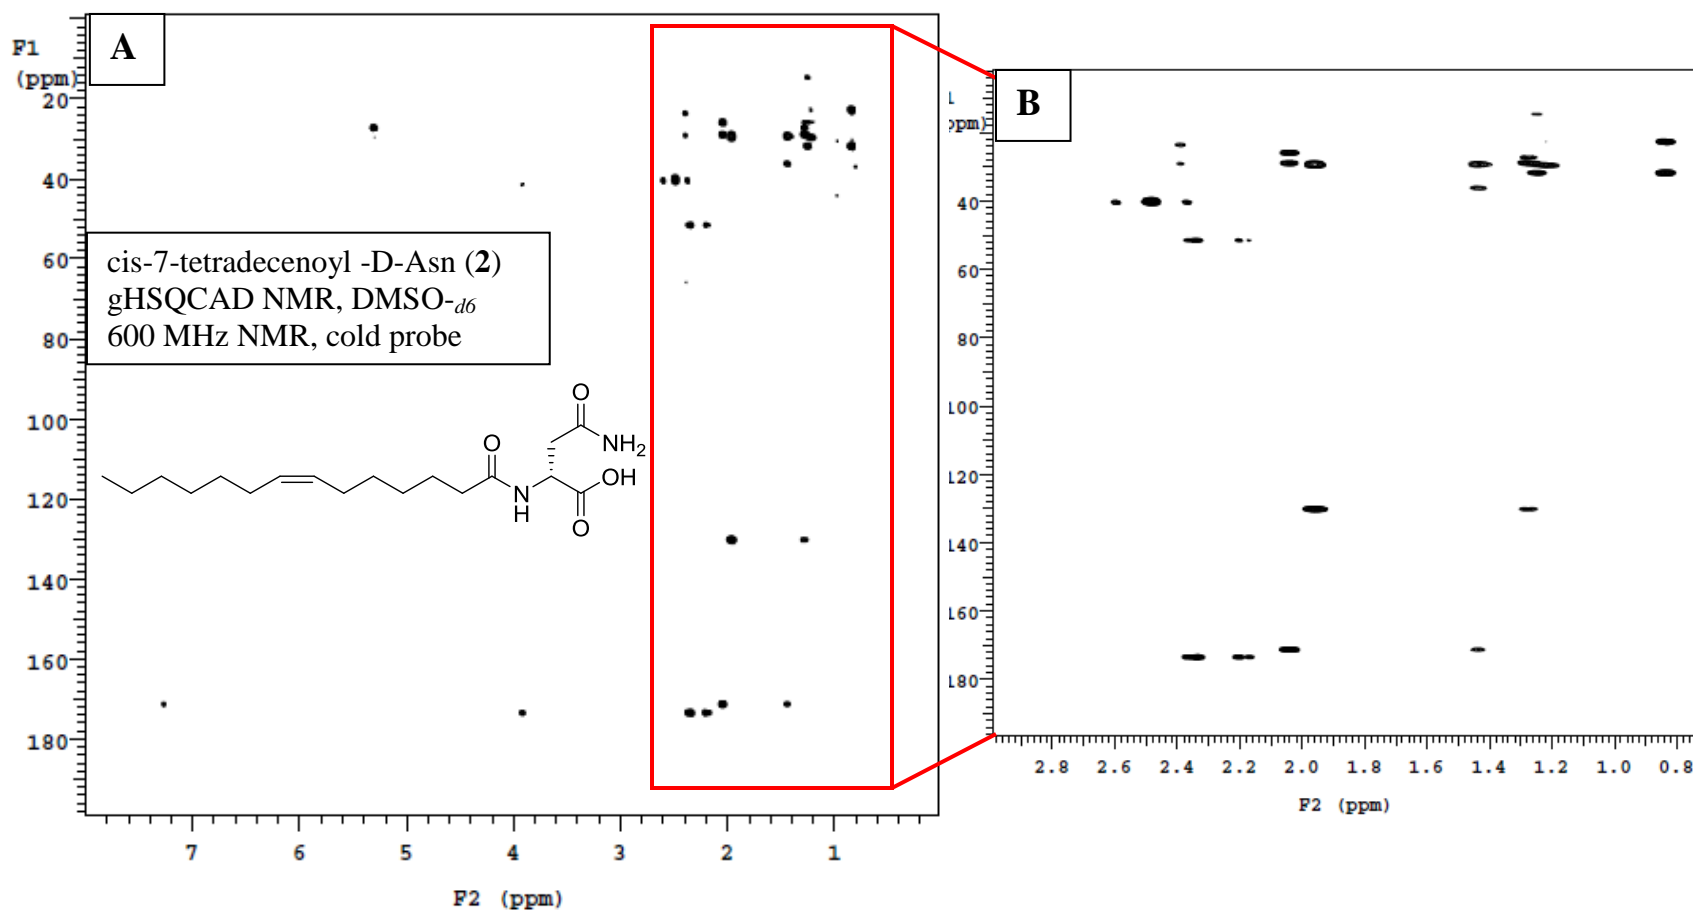 A
F1
(ppm)
20
40
60
80
100
120
140
160
180
cis-7-tetradecenoyl -D-Asn (2)
gHSQCAD NMR, DMSO-d6
600 MHz NMR, cold probe
O
O
NH2
N
H
OH
O
7 6 5 4 3 2 1
F2 (ppm)
B
1
ppm)
40
60
80
100
120
140
160
180
2.8 2.6 2.4 2.2 2.0 1.8 1.6 1.4 1.2 1.0 0.8
F2 (ppm)